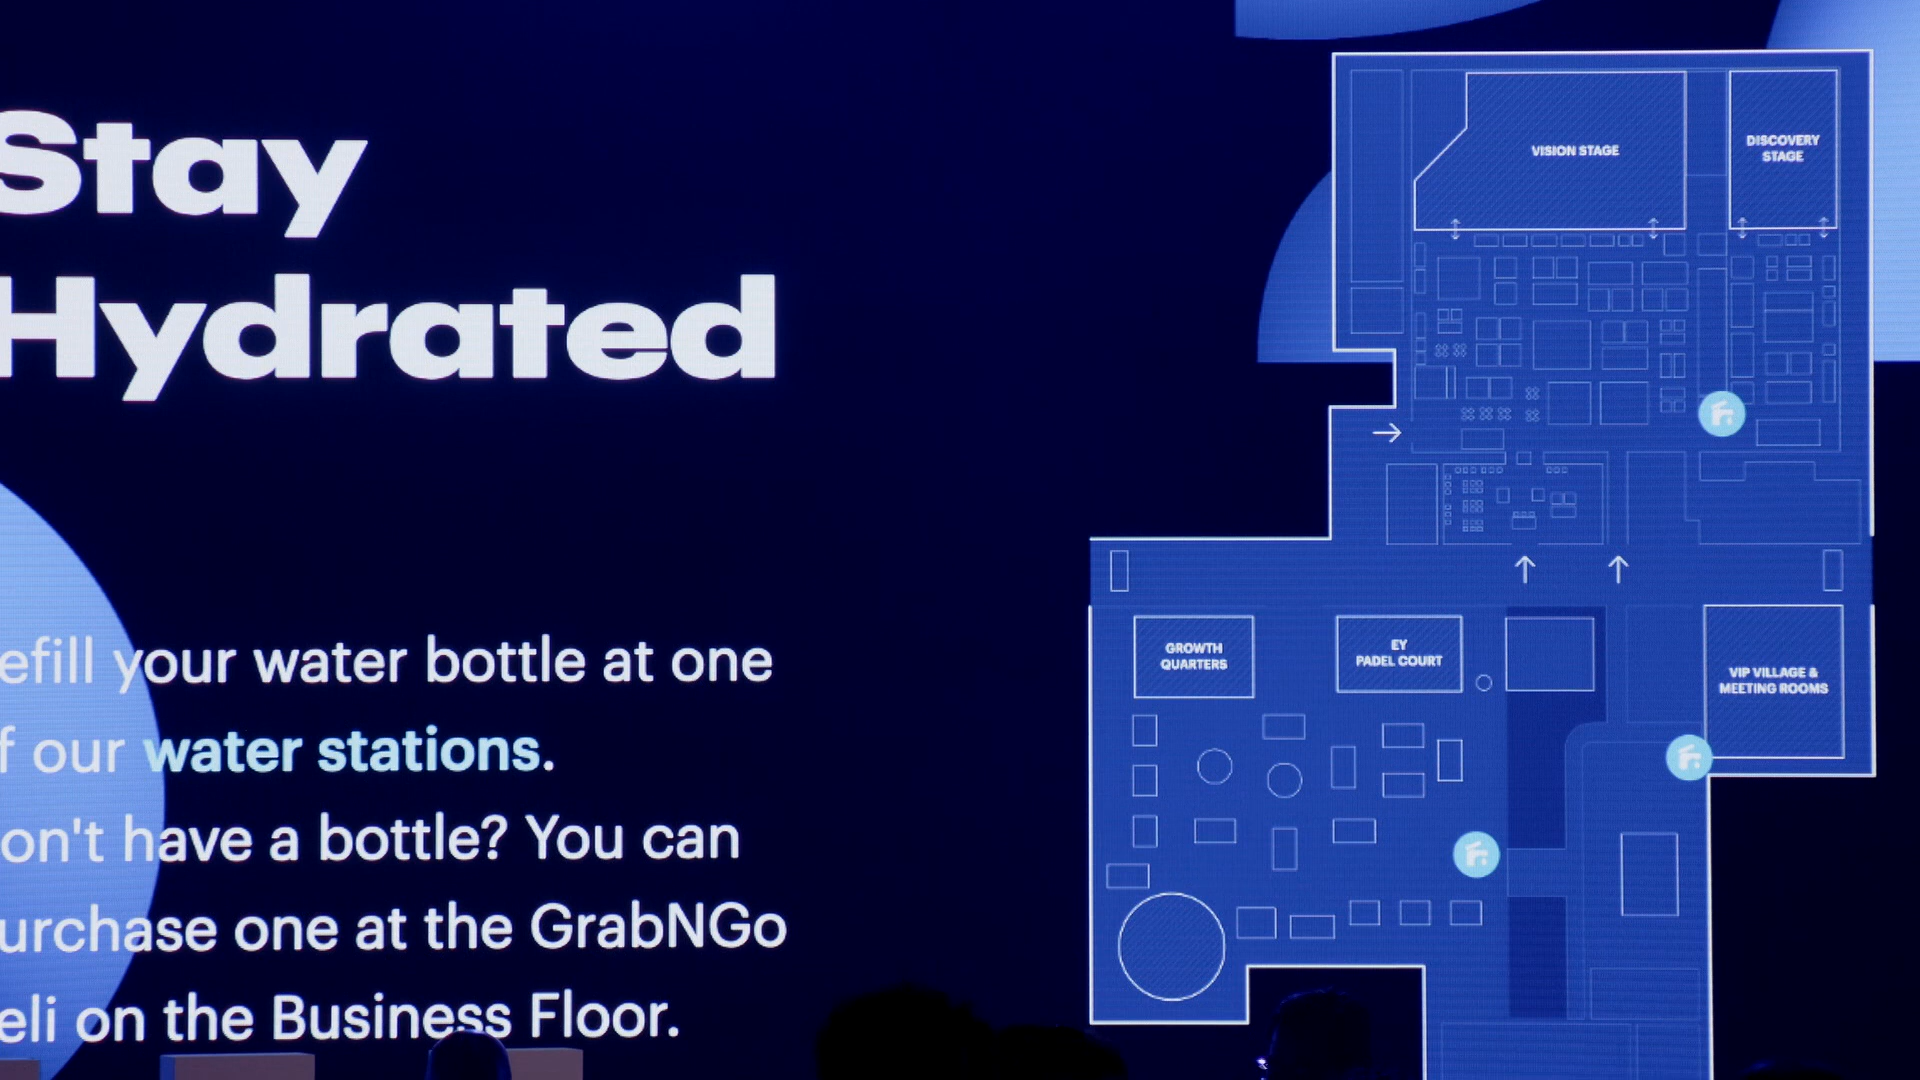 Stay
Hydrated
efill your water bottle at one
f our water stations.
on't have a bottle? You can
urchase one at the GrabNGo
eli on the Business Floor.
VISION STAGE
DISCOVERY
STAGE
GROWTH
QUARTERS
EY
PADEL COURT
VIP VILLAGE &
MEETING ROOMS